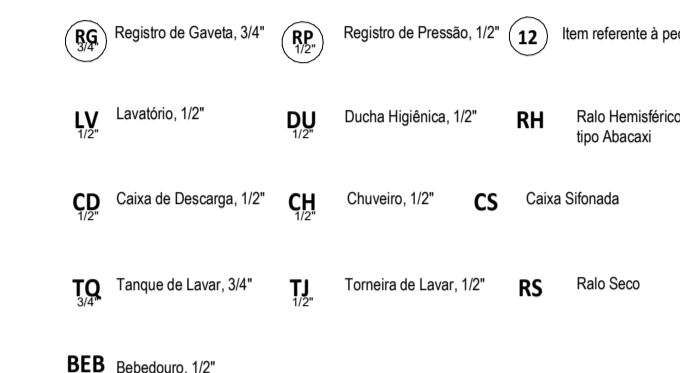 RG 3/4" Registro de Gaveta, 3/4" RP 1/2" Registro de Pressão, 1/2" 12 Item referente à
LV 1/2" Lavatório, 1/2" DU 1/2" Ducha Higiênica, 1/2" RH Ralo Hemisférico
tipo Abacaxi
CD 1/2" Caixa de Descarga, 1/2" CH 1/2" Chuveiro, 1/2" CS Caixa Sifonada
TQ 3/4" Tanque de Lavar, 3/4" TJ 1/2" Torneira de Lavar, 1/2" RS Ralo Seco
BEB Bebedouro, 1/2"